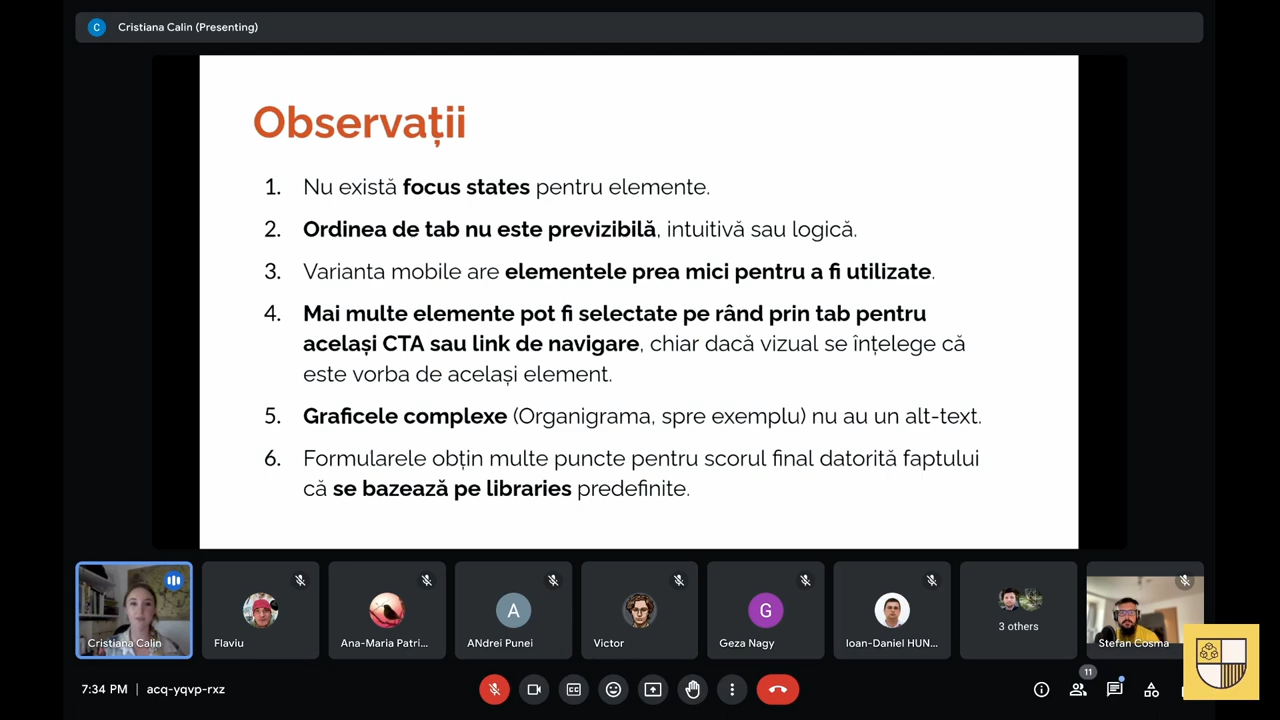 C
Cristiana Calin (Presenting)
Observații
1. Nu există focus states pentru elemente.
2. Ordinea de tab nu este previzibilă, intuitivă sau logică.
3. Varianta mobile are elementele prea mici pentru a fi utilizate.
4. Mai multe elemente pot fi selectate pe rând prin tab pentru
același CTA sau link de navigare, chiar dacă vizual se înțelege că
este vorba de același element.
5. Graficele complexe (Organigrama, spre exemplu) nu au un alt-text.
6. Formularele obțin multe puncte pentru scorul final datorită faptului
că se bazează pe libraries predefinite.
A
G
3 others
Cristiana Calin
Flaviu
Ana-Maria Patri...
ANdrei Punei
Victor
Geza Nagy
Ioan-Daniel HUN...
Stefan Cosma
11
7:34 PM | acq-yqvp-rxz